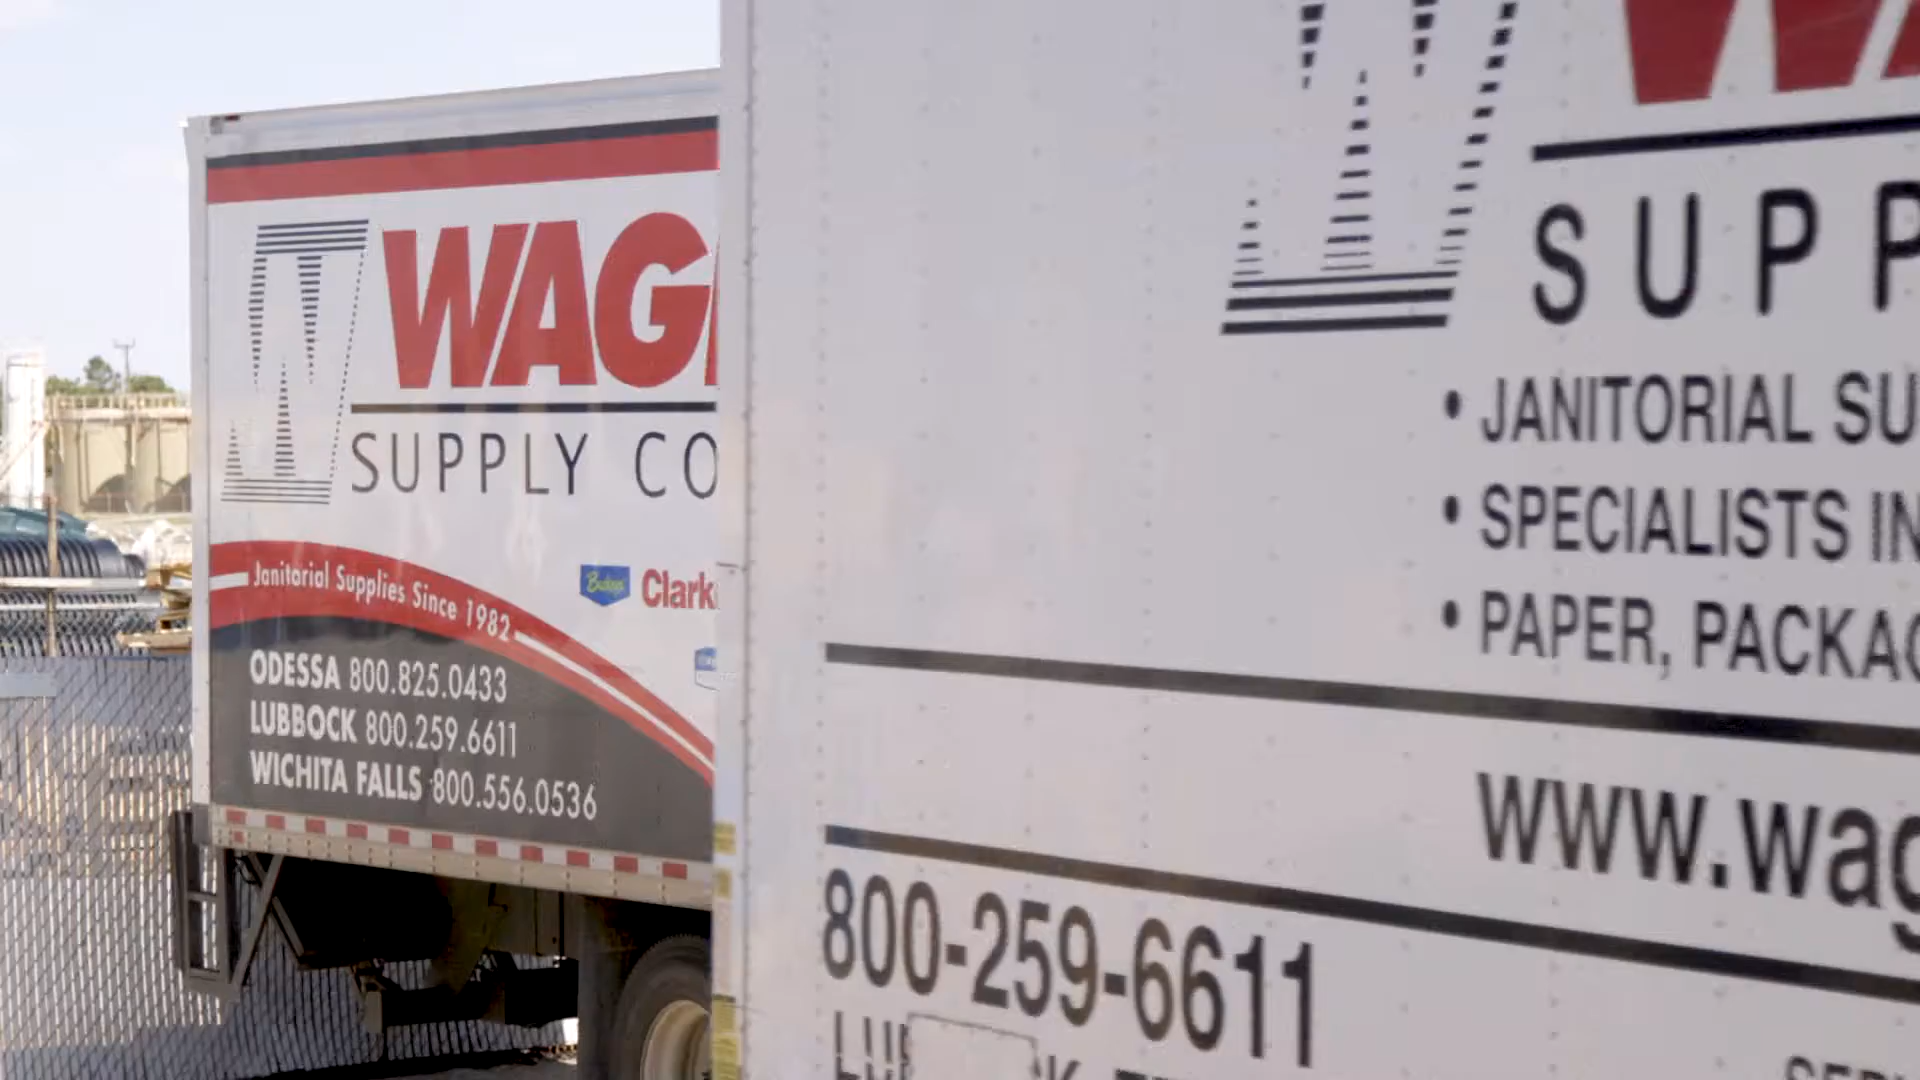 WAG
SUPPLY CO
Janitorial Supplies Since 1982
Clark
ODESSA 800.825.0433
LUBBOCK 800.259.6611
WICHITA FALLS 800.556.0536
WA
SUPP
• JANITORIAL SU
• SPECIALISTS IN
• PAPER, PACKAG
www.wag
800-259-6611